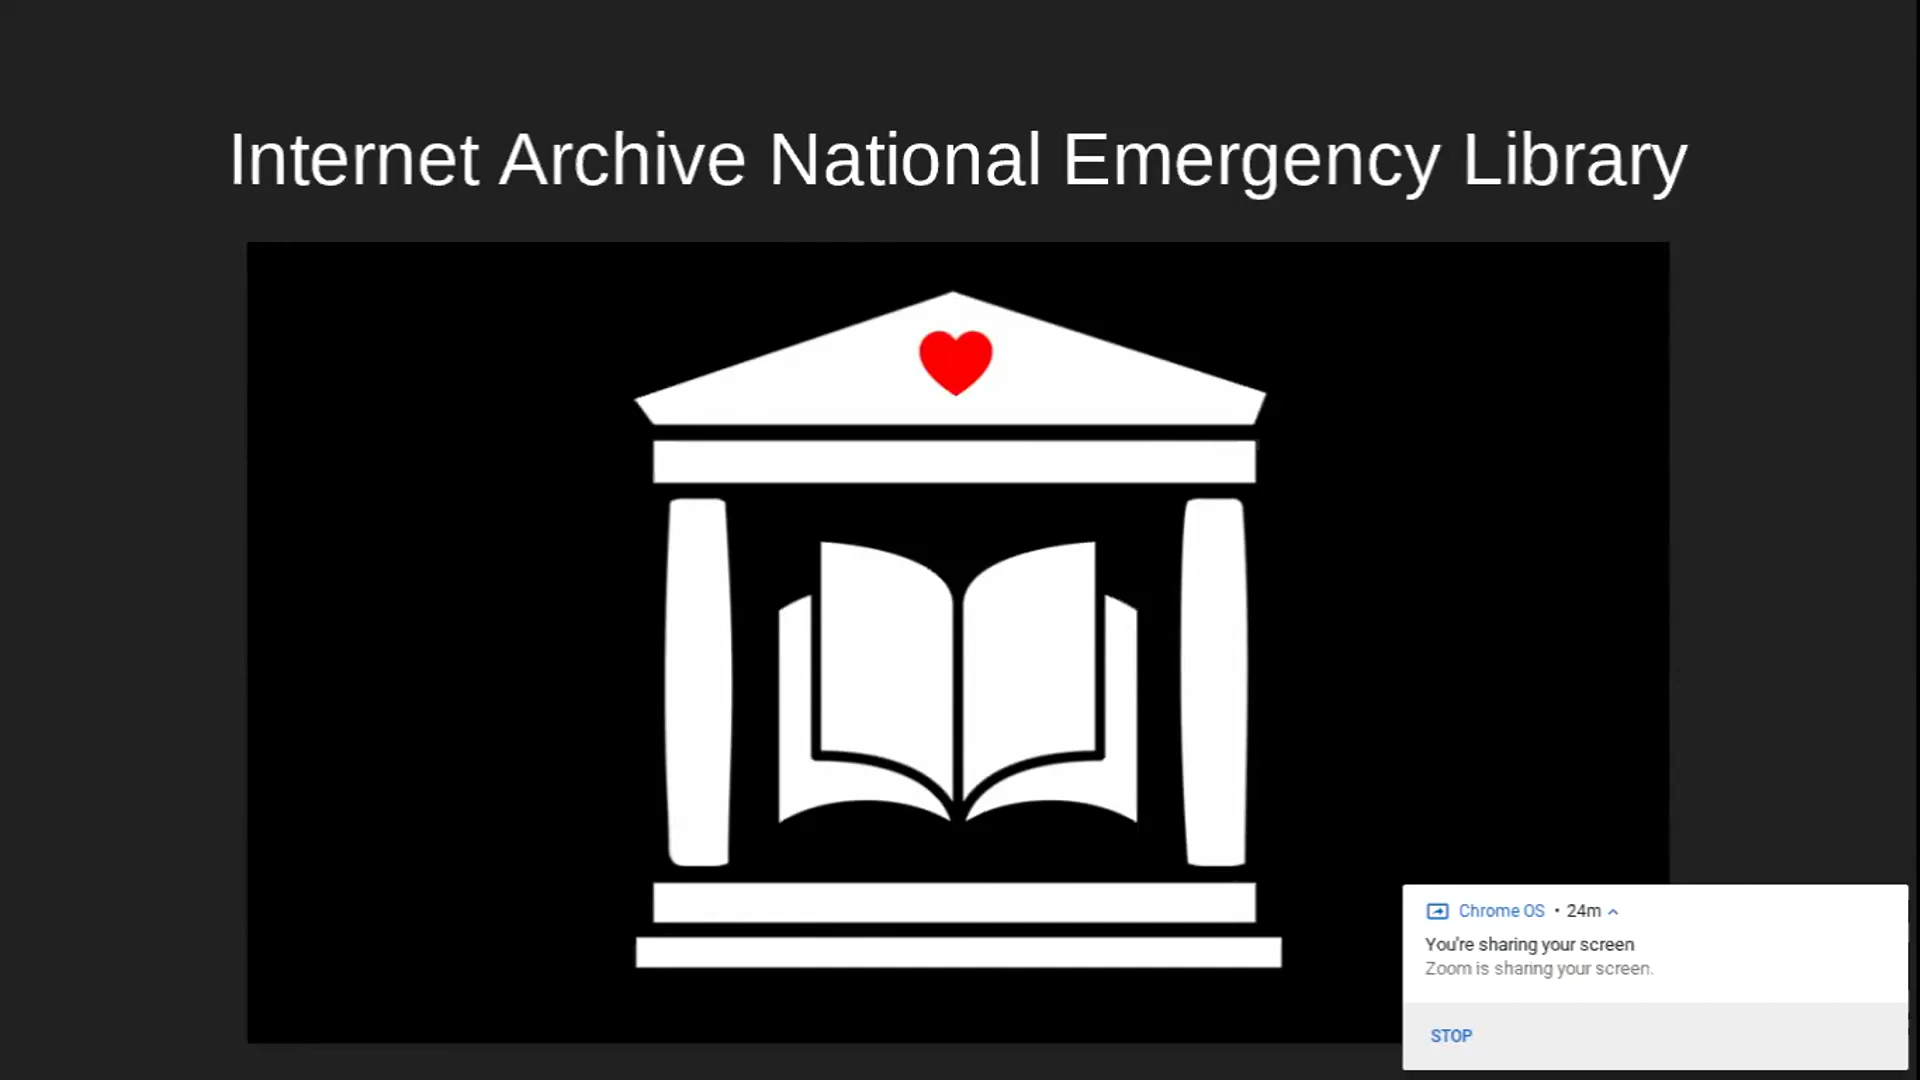 Internet Archive National Emergency Library
Chrome OS • 24m
You're sharing your screen
Zoom is sharing your screen.
STOP